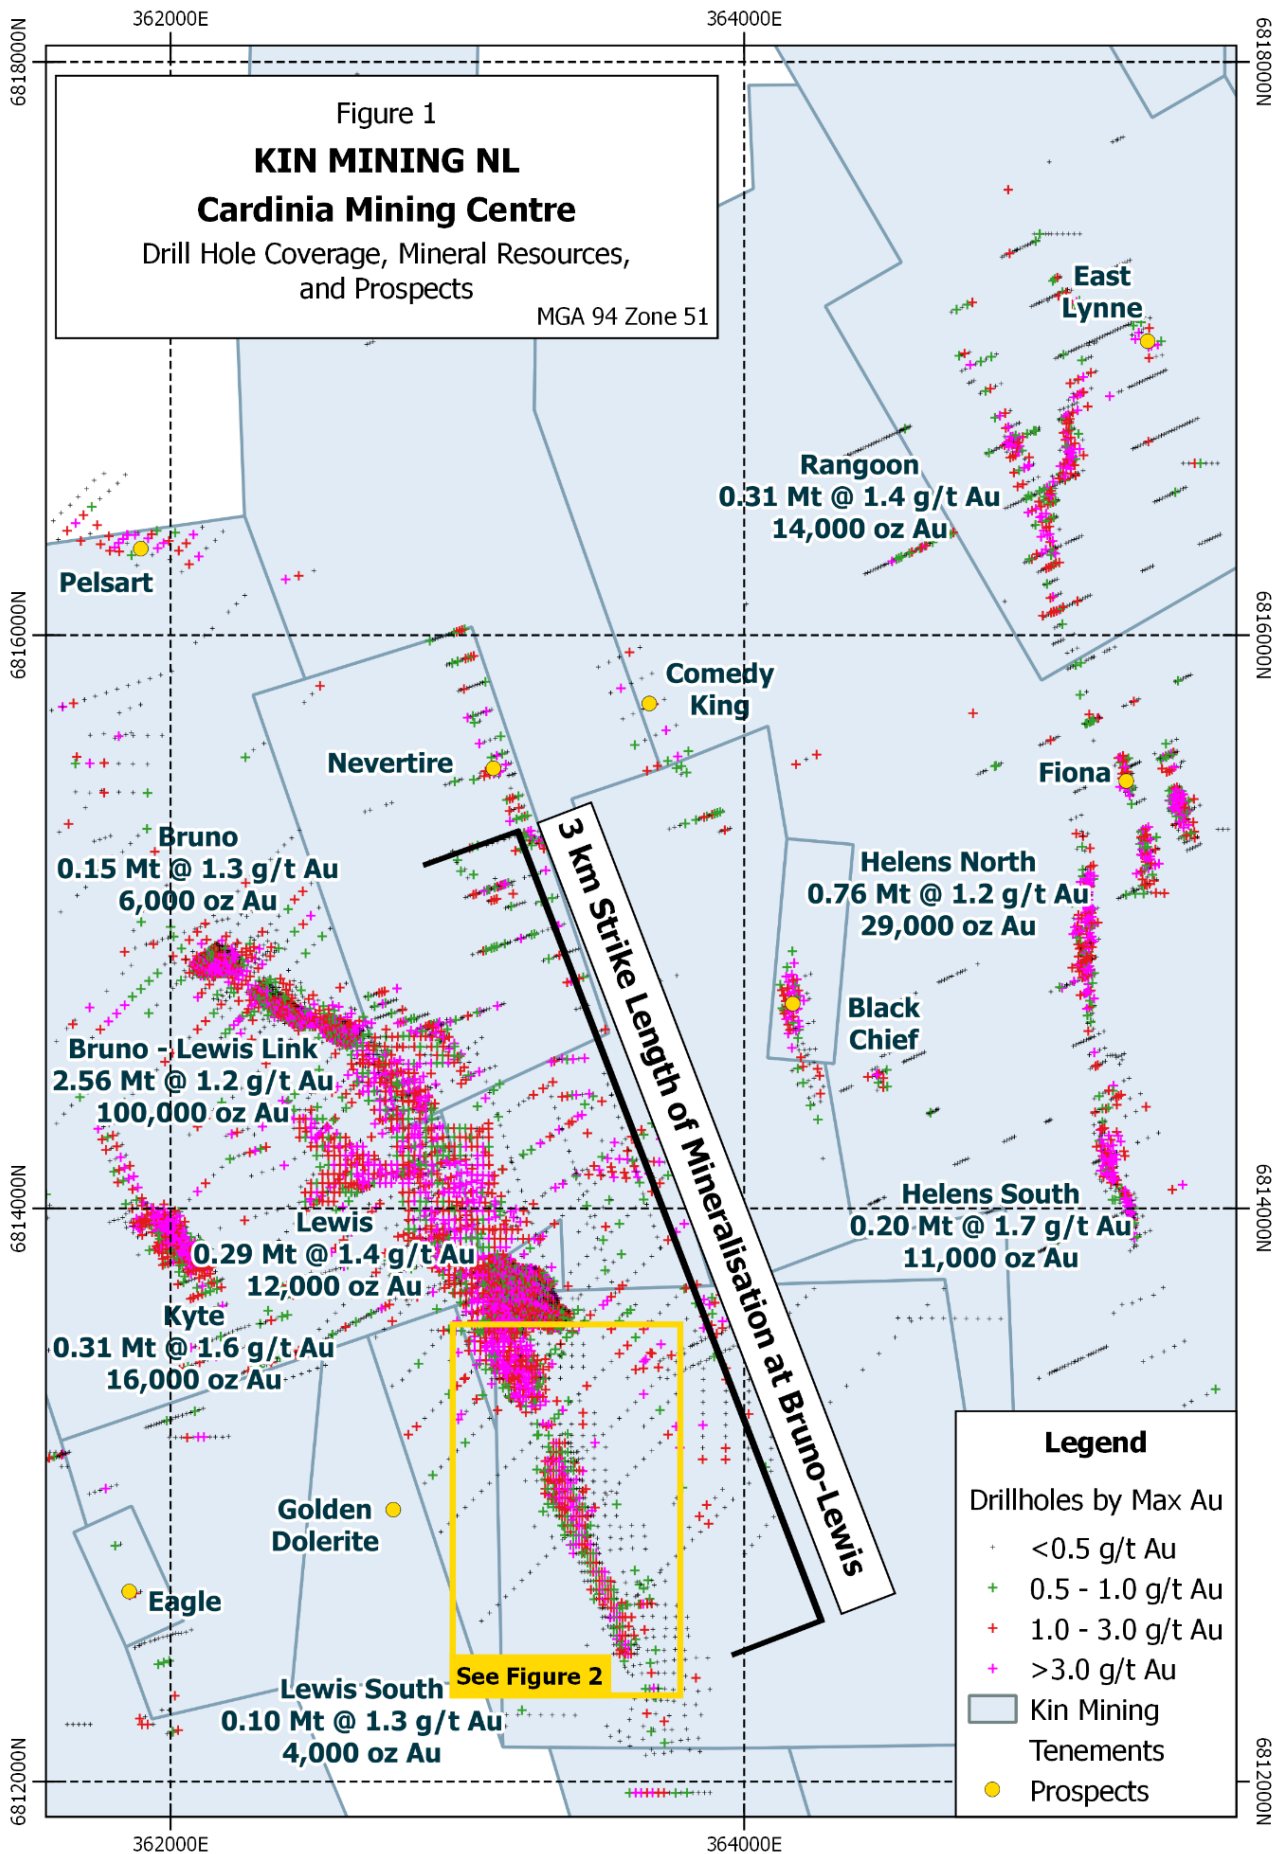 362000E
364000E
6818000N
6818000N
Figure 1
KIN MINING NL
Cardinia Mining Centre
Drill Hole Coverage, Mineral Resources,
and Prospects
MGA 94 Zone 51
East
Lynne
Rangoon
0.31 Mt @ 1.4 g/t Au
14,000 oz Au
Pelsart
6816000N
6816000N
Comedy
King
Nevertire
Fiona
Bruno
0.15 Mt @ 1.3 g/t Au
6,000 oz Au
3 km Strike Length of Mineralisation at Bruno-Lewis
Helens North
0.76 Mt @ 1.2 g/t Au
29,000 oz Au
Black
Chief
Bruno - Lewis Link
2.56 Mt @ 1.2 g/t Au
100,000 oz Au
6814000N
6814000N
Helens South
0.20 Mt @ 1.7 g/t Au
11,000 oz Au
Lewis
0.29 Mt @ 1.4 g/t Au
12,000 oz Au
Kyte
0.31 Mt @ 1.6 g/t Au
16,000 oz Au
Golden
Dolerite
Eagle
See Figure 2
Lewis South
0.10 Mt @ 1.3 g/t Au
4,000 oz Au
Legend
Drillholes by Max Au
<0.5 g/t Au
0.5 - 1.0 g/t Au
1.0 - 3.0 g/t Au
>3.0 g/t Au
Kin Mining
Tenements
Prospects
6812000N
6812000N
362000E
364000E